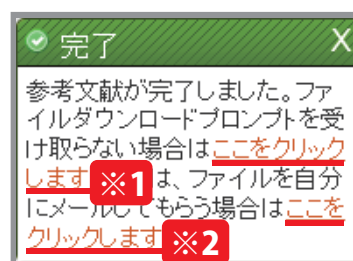 完了 X
参考文献が完了しました。ファ
イルダウンロードプロンプトを受
け取らない場合はここをクリック
します ※1 は、ファイルを自分
にメールしてもらう場合はここを
クリックします ※2